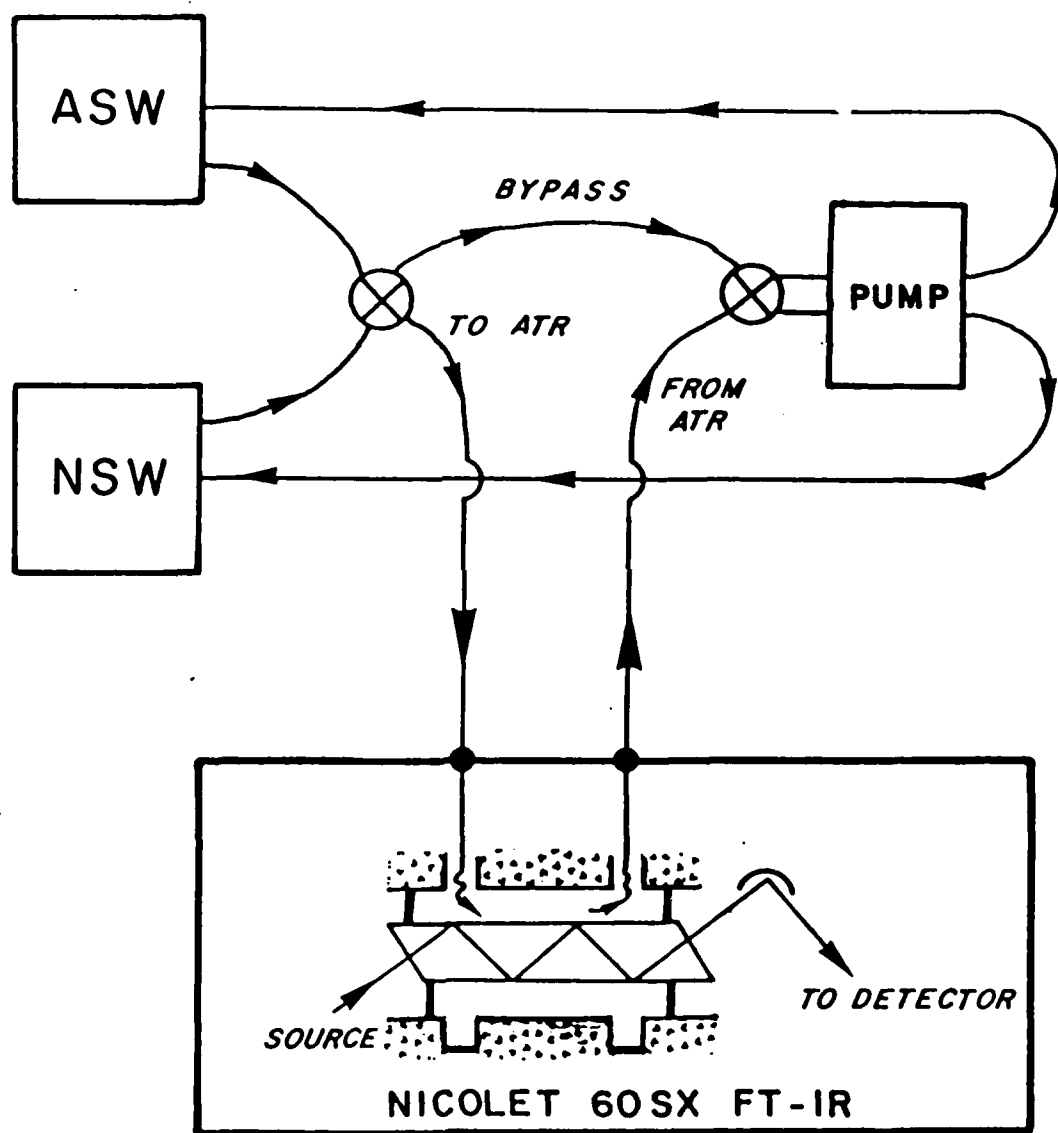 ASW
BYPASS
PUMP
TO ATR
FROM
ATR
NSW
SOURCE
TO DETECTOR
NICOLET 60SX FT-IR